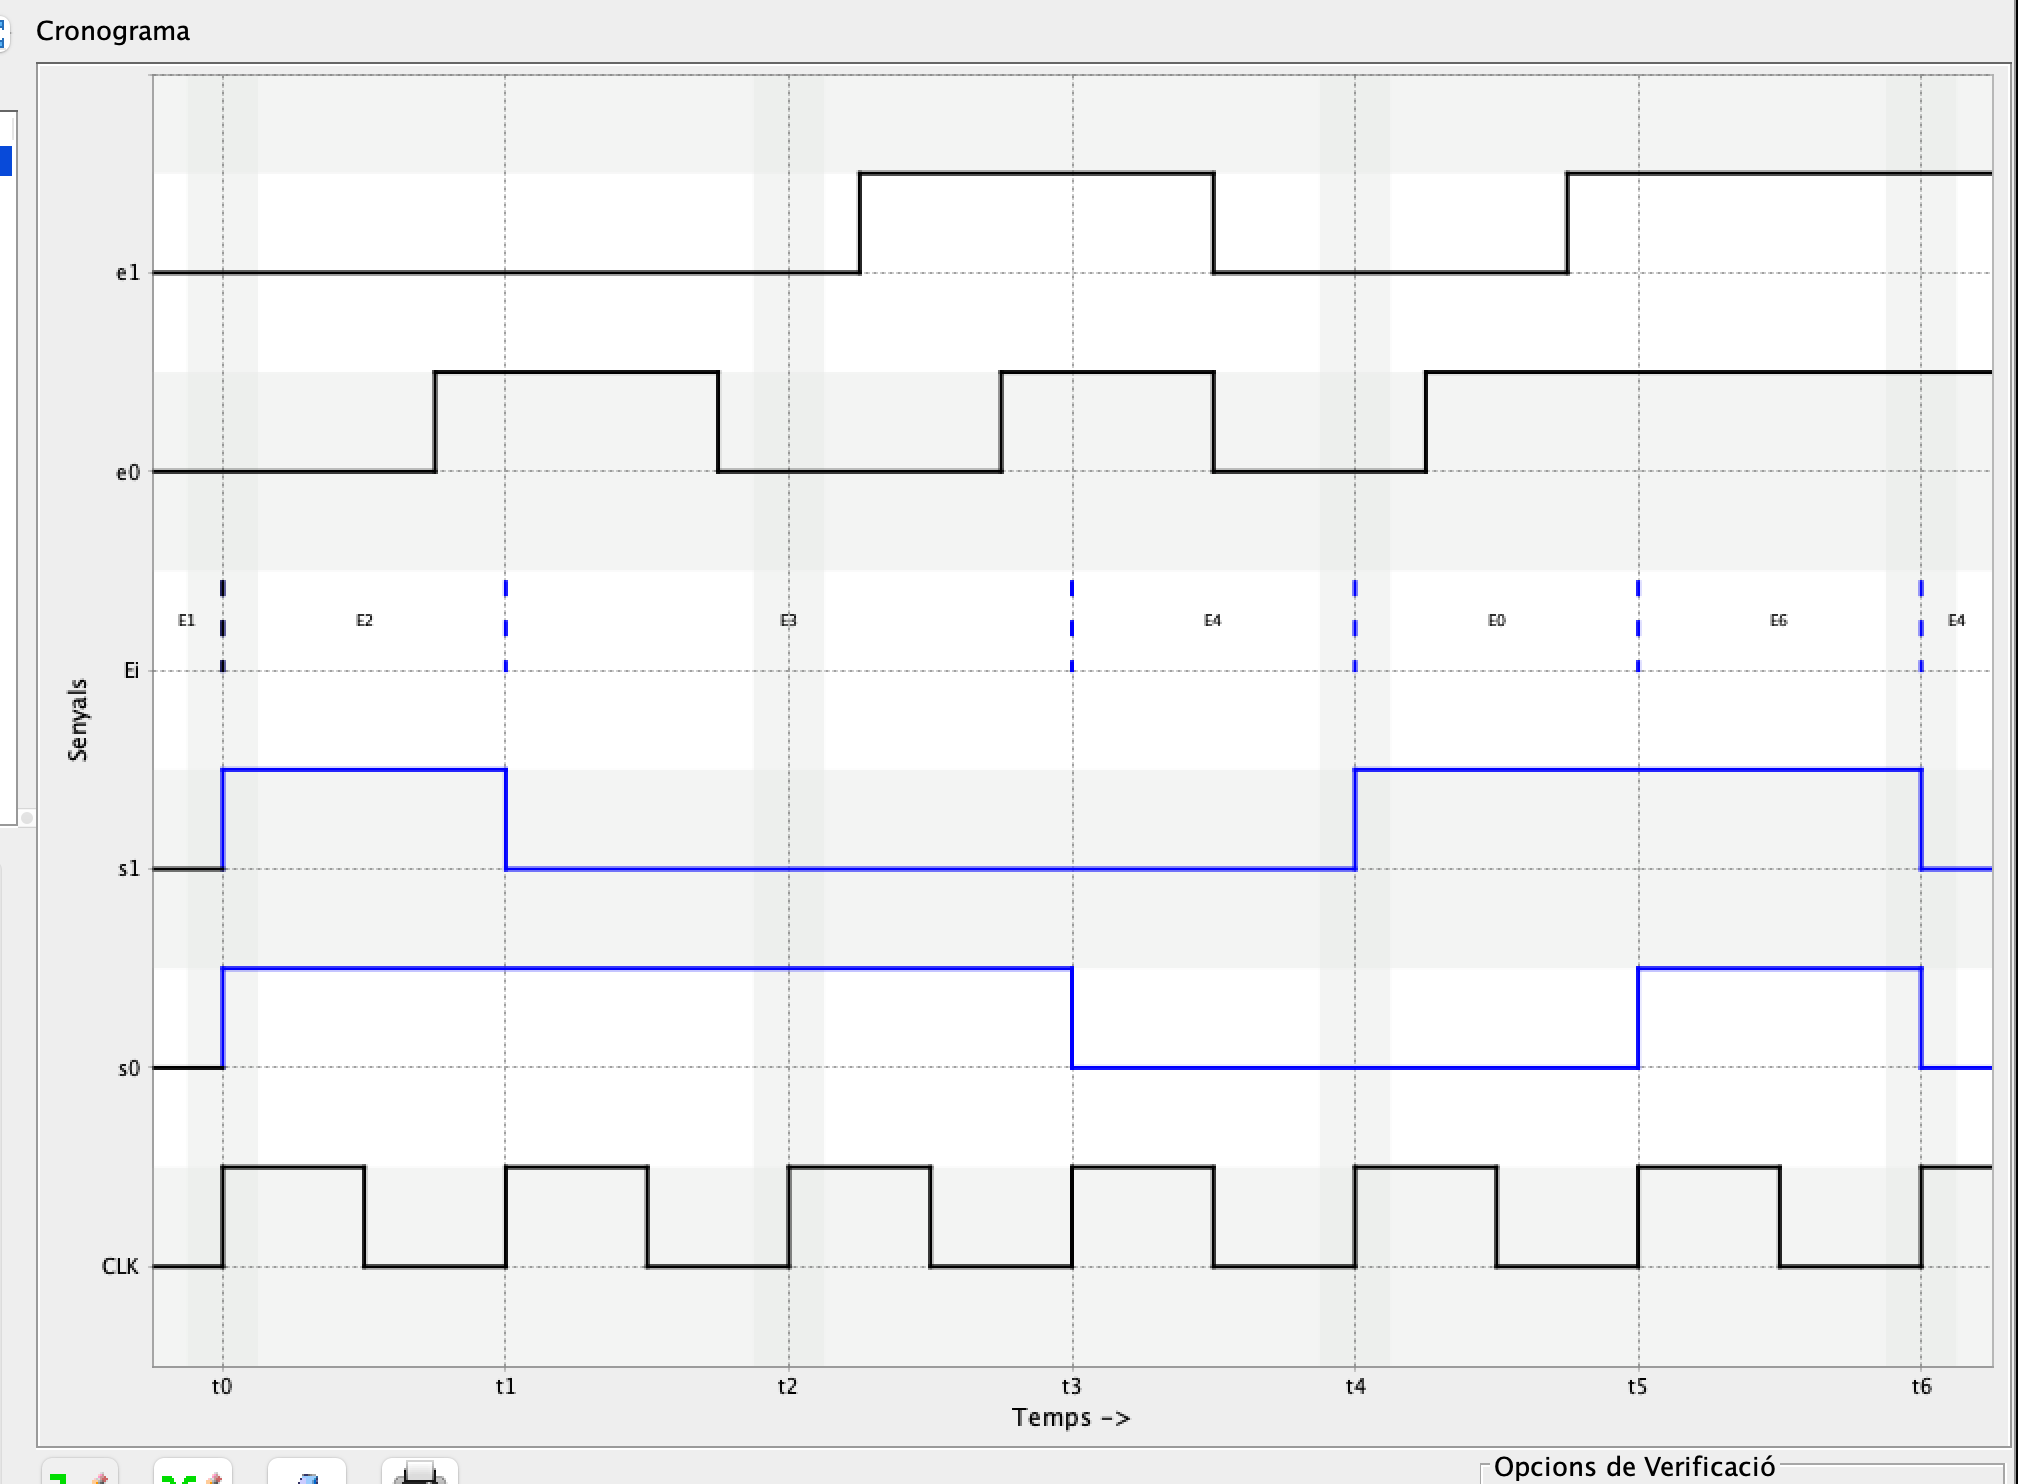 Cronograma
e1
e0
E1 E2 E3 E4 E0 E6 E4
Ei
Senyals
s1
s0
CLK
t0 t1 t2 t3 t4 t5 t6
Temps ->
Opcions de Verificació